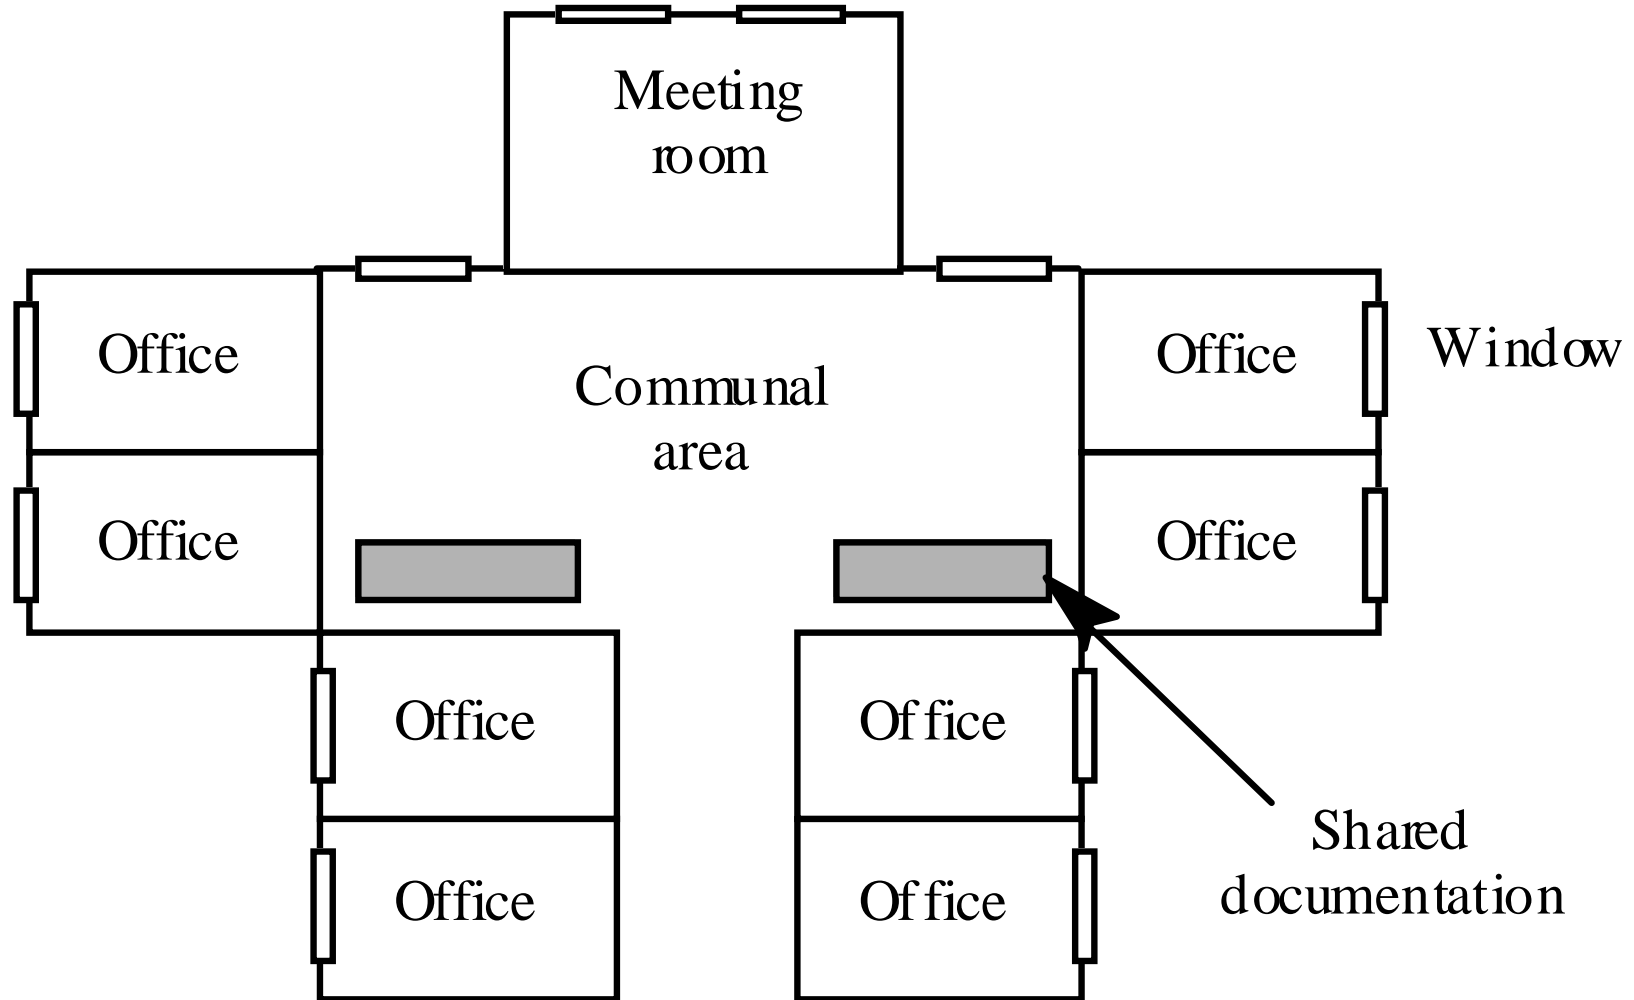 Meeting
room
Office
Office
Window
Communal
area
Office
Office
Office
Office
Shared
documentation
Office
Office